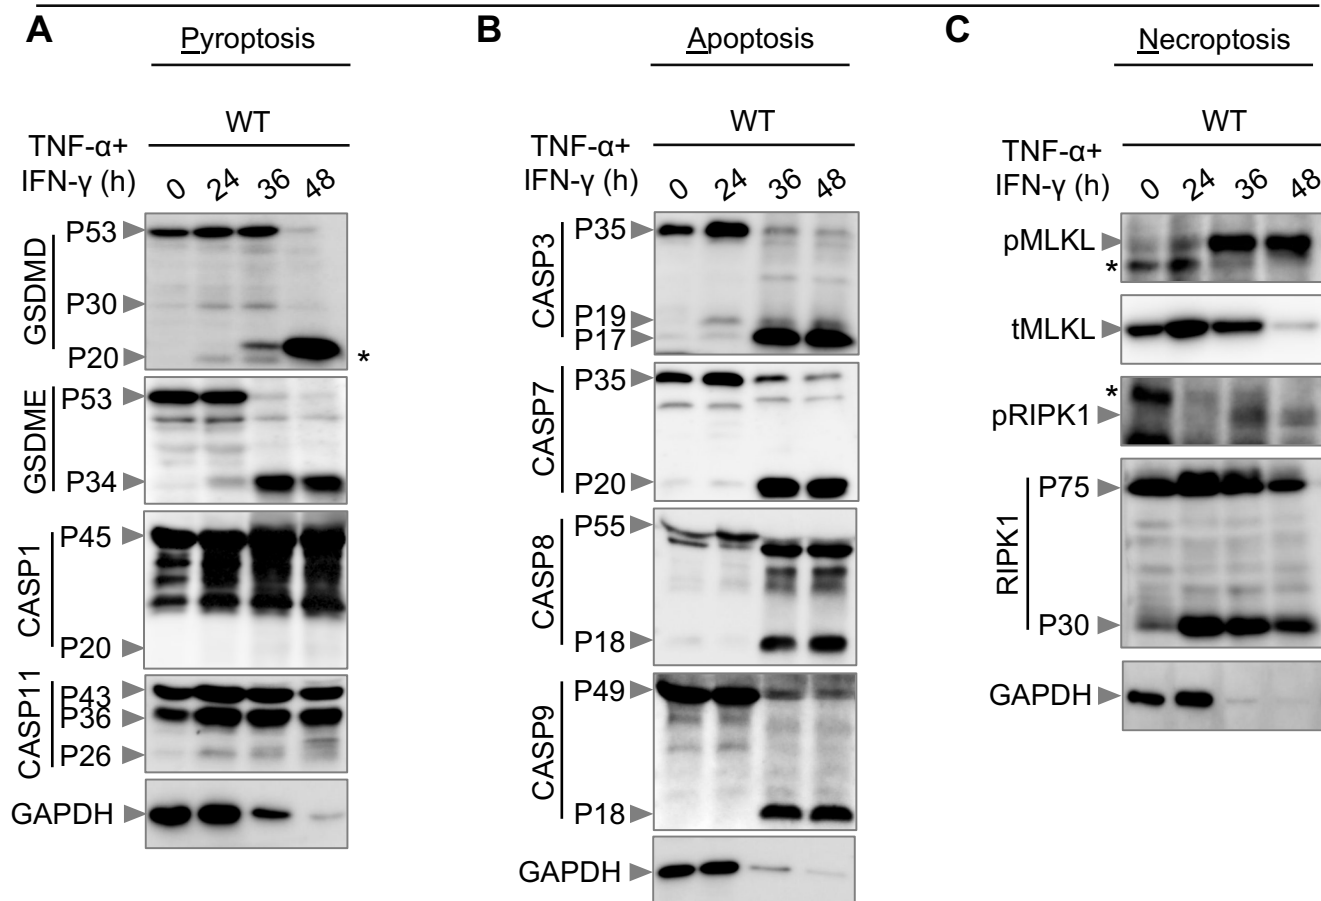 A
Pyroptosis
WT
TNF-α+
IFN-γ (h)
0 24 36 48
GSDMD
P53
P30
P20
*
GSDME
P53
P34
CASP1
P45
P20
CASP11
P43
P36
P26
GAPDH
B
Apoptosis
WT
TNF-α+
IFN-γ (h)
0 24 36 48
CASP3
P35
P19
P17
CASP7
P35
P20
CASP8
P55
P18
CASP9
P49
P18
GAPDH
C
Necroptosis
WT
TNF-α+
IFN-γ (h)
0 24 36 48
pMLKL
*
tMLKL
*
pRIPK1
RIPK1
P75
P30
GAPDH